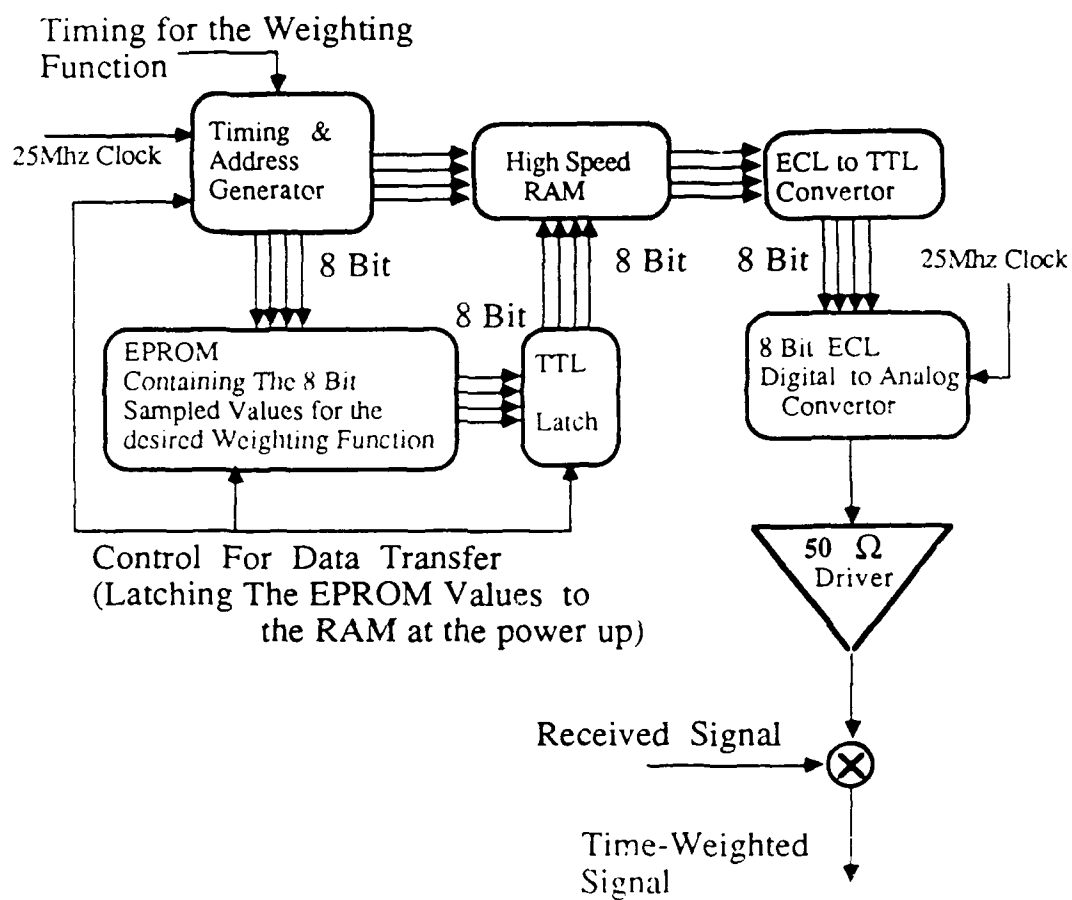 Timing for the Weighting
Function
25Mhz Clock
Timing &
Address
Generator
High Speed
RAM
ECL to TTL
Convertor
8 Bit
8 Bit
8 Bit
8 Bit
25Mhz Clock
EPROM
Containing The 8 Bit
Sampled Values for the
desired Weighting Function
TTL
Latch
8 Bit ECL
Digital to Analog
Convertor
Control For Data Transfer
(Latching The EPROM Values to
the RAM at the power up)
50 Ω
Driver
Received Signal
Time-Weighted
Signal